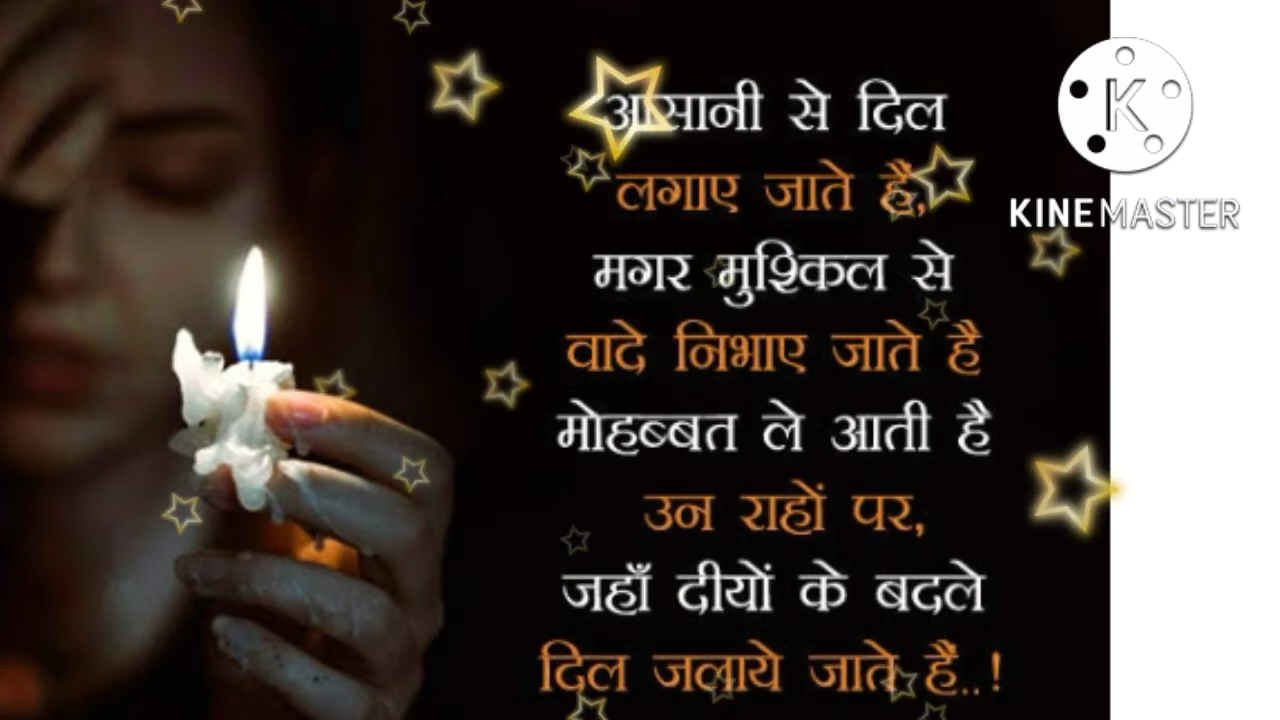 आसानी से दिल
लगाए जाते हैं,
मगर मुश्किल से
वादे निभाए जाते है
मोहब्बत ले आती है
उन राहों पर,
जहाँ दीयों के बदले
दिल जलाये जाते हैं..!
K
KINEMASTER